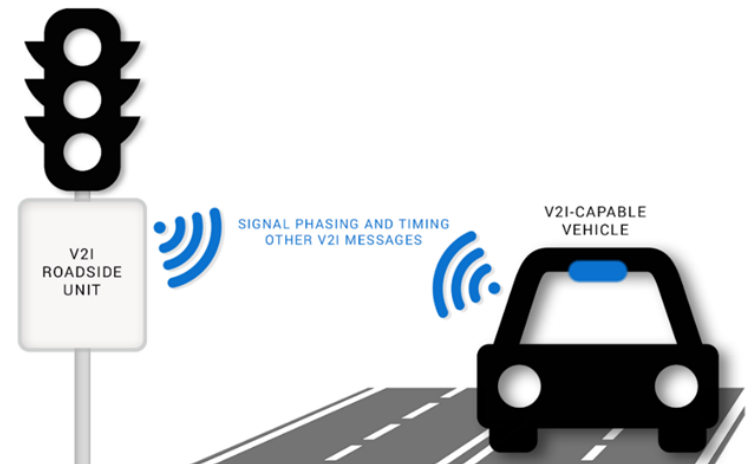 V2I
ROADSIDE
UNIT
SIGNAL PHASING AND TIMING
OTHER V2I MESSAGES
V2I-CAPABLE
VEHICLE